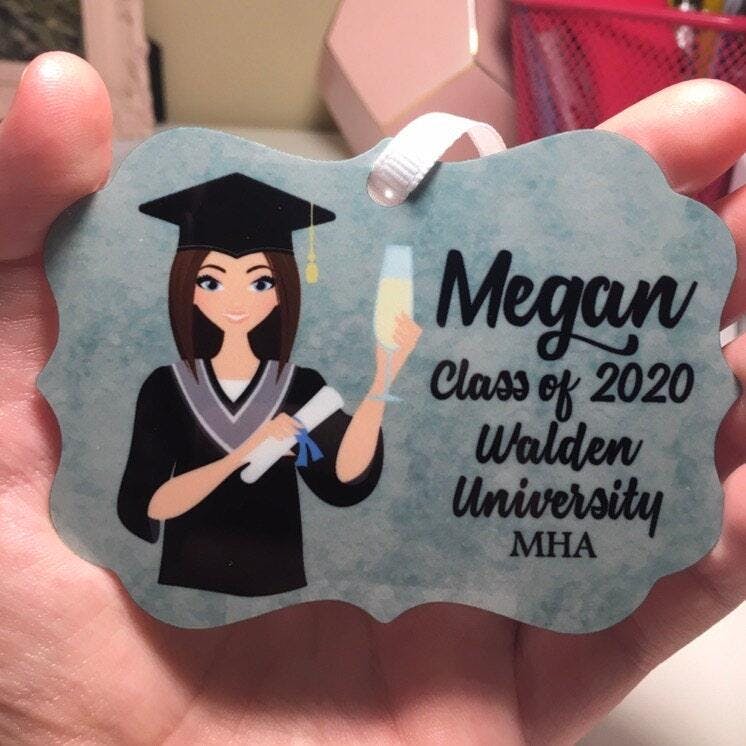 Megan
Class of 2020
Walden
University
MHA